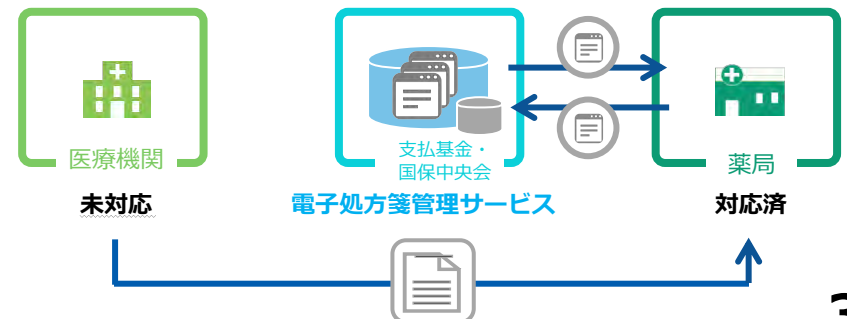 医療機関
支払基金・
国保中央会
薬局
未対応
電子処方箋管理サービス
対応済